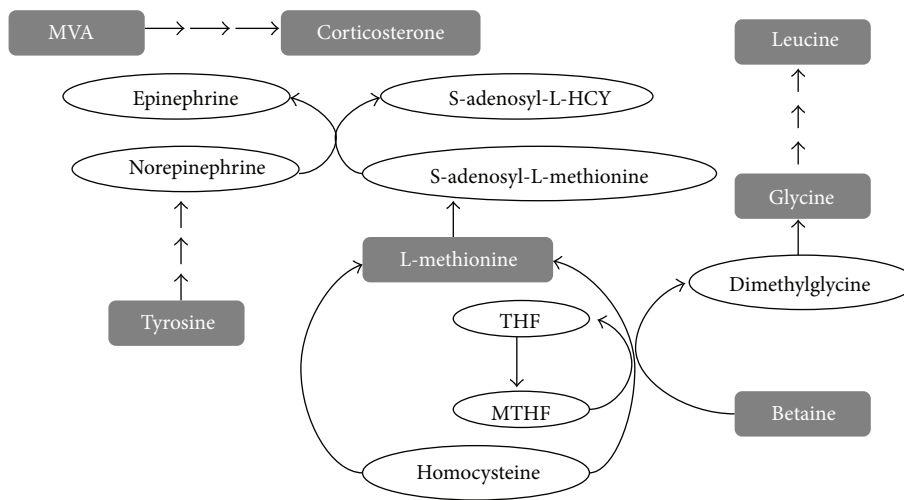 MVA
Corticosterone
Leucine
Epinephrine
S-adenosyl-L-HCY
Norepinephrine
S-adenosyl-L-methionine
Glycine
L-methionine
Dimethylglycine
Tyrosine
THF
MTHF
Betaine
Homocysteine